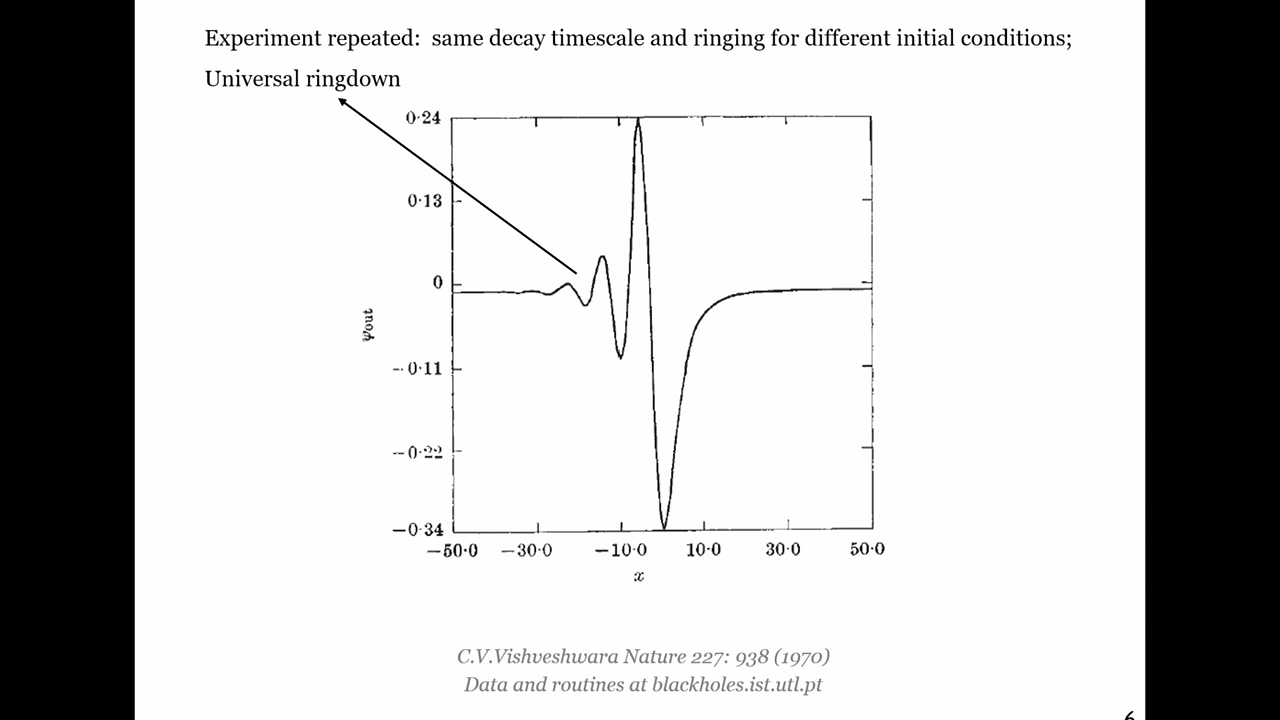 Experiment repeated: same decay timescale and ringing for different initial conditions;
Universal ringdown
0·24
0·13
0
ψout
-0·11
-0·22
-0·34
-50·0 -30·0 -10·0 10·0 30·0 50·0
x
C.V.Vishveshwara Nature 227: 938 (1970)
Data and routines at blackholes.ist.utl.pt
6